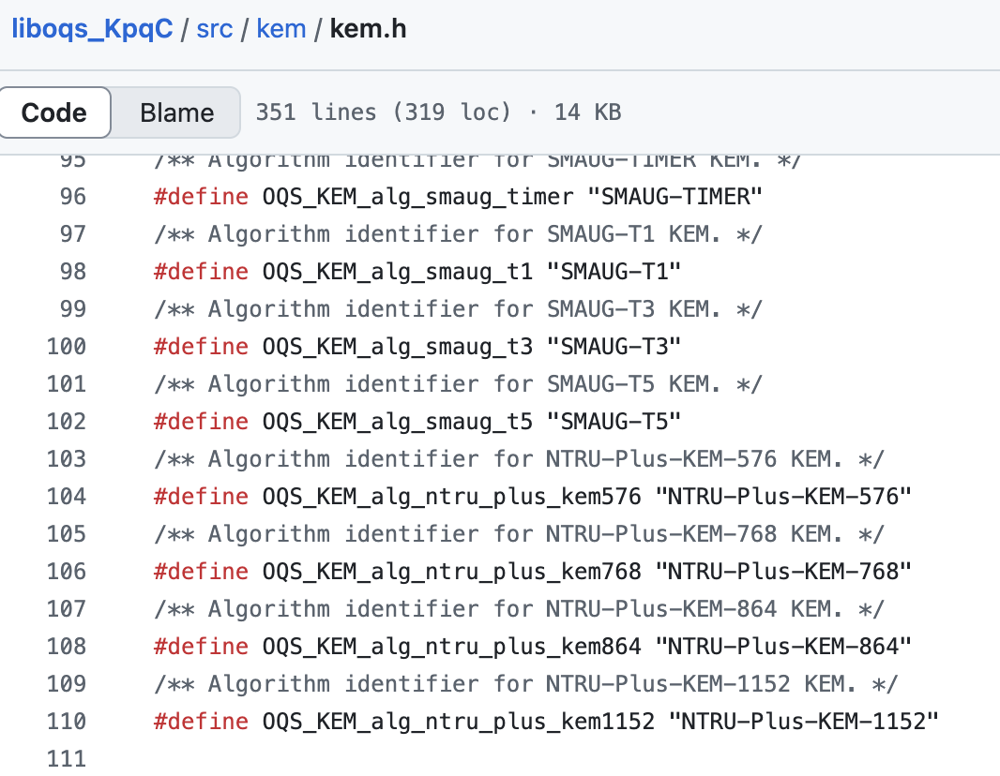 liboqs_KpqC / src / kem / kem.h
Code Blame 351 lines (319 loc) · 14 KB
95 /** Algorithm identifier for SMAUG-TIMER KEM. */
96 #define OQS_KEM_alg_smaug_timer "SMAUG-TIMER"
97 /** Algorithm identifier for SMAUG-T1 KEM. */
98 #define OQS_KEM_alg_smaug_t1 "SMAUG-T1"
99 /** Algorithm identifier for SMAUG-T3 KEM. */
100 #define OQS_KEM_alg_smaug_t3 "SMAUG-T3"
101 /** Algorithm identifier for SMAUG-T5 KEM. */
102 #define OQS_KEM_alg_smaug_t5 "SMAUG-T5"
103 /** Algorithm identifier for NTRU-Plus-KEM-576 KEM. */
104 #define OQS_KEM_alg_ntru_plus_kem576 "NTRU-Plus-KEM-576"
105 /** Algorithm identifier for NTRU-Plus-KEM-768 KEM. */
106 #define OQS_KEM_alg_ntru_plus_kem768 "NTRU-Plus-KEM-768"
107 /** Algorithm identifier for NTRU-Plus-KEM-864 KEM. */
108 #define OQS_KEM_alg_ntru_plus_kem864 "NTRU-Plus-KEM-864"
109 /** Algorithm identifier for NTRU-Plus-KEM-1152 KEM. */
110 #define OQS_KEM_alg_ntru_plus_kem1152 "NTRU-Plus-KEM-1152"
111